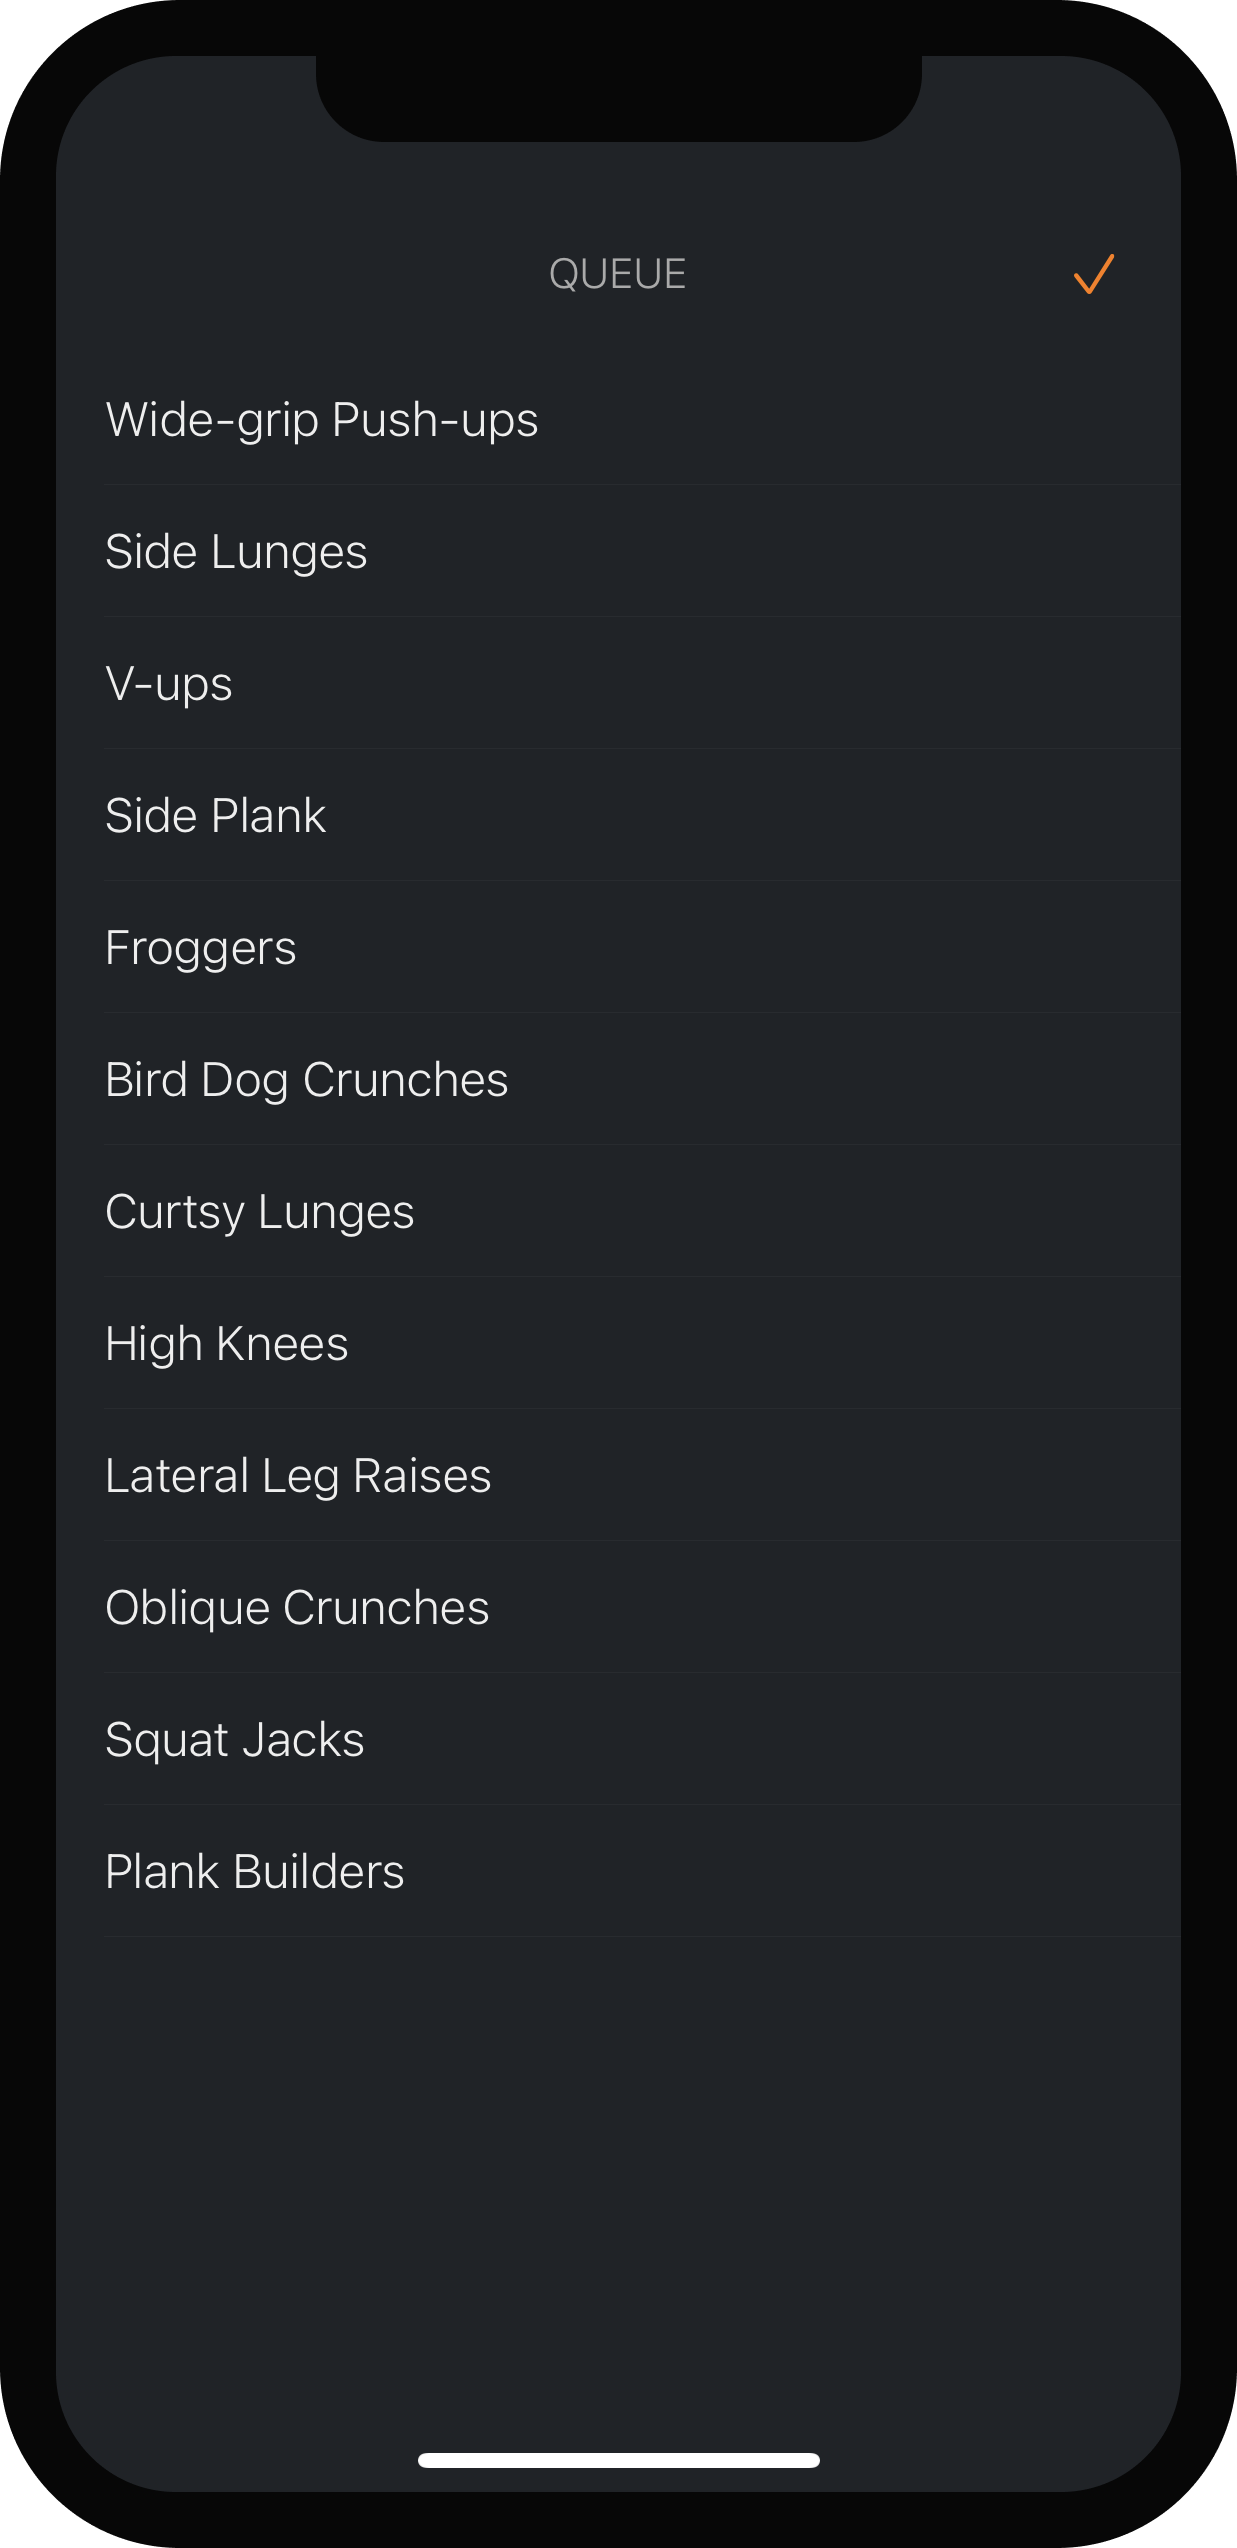 QUEUE
Wide-grip Push-ups
Side Lunges
V-ups
Side Plank
Froggers
Bird Dog Crunches
Curtsy Lunges
High Knees
Lateral Leg Raises
Oblique Crunches
Squat Jacks
Plank Builders